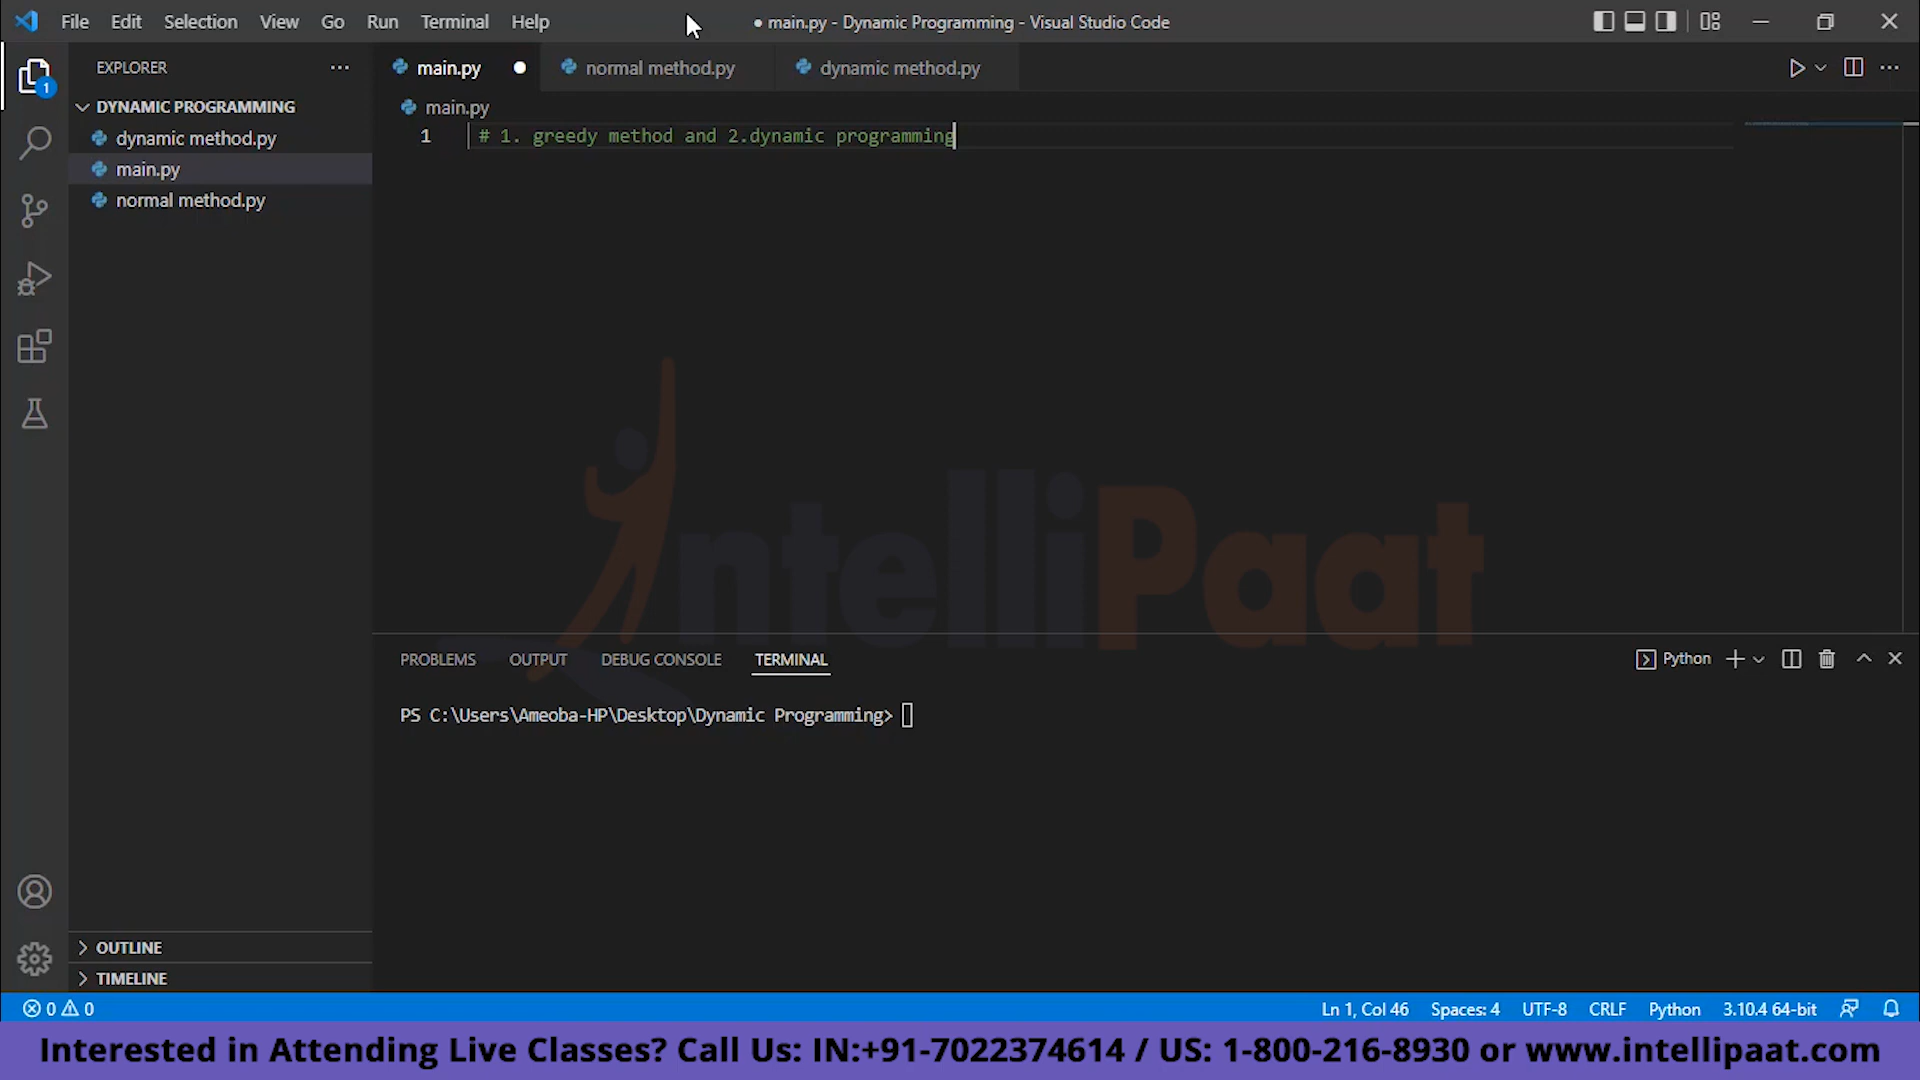 File Edit Selection View Go Run Terminal Help
● main.py - Dynamic Programming - Visual Studio Code
EXPLORER
main.py
normal method.py
dynamic method.py
1
DYNAMIC PROGRAMMING
dynamic method.py
main.py
normal method.py
main.py
1 # 1. greedy method and 2.dynamic programming
IntelliPaat
PROBLEMS OUTPUT DEBUG CONSOLE TERMINAL
Python
PS C:\Users\Ameoba-HP\Desktop\Dynamic Programming>
OUTLINE
TIMELINE
0 0
Ln 1, Col 46 Spaces: 4 UTF-8 CRLF Python 3.10.4 64-bit
Interested in Attending Live Classes? Call Us: IN:+91-7022374614 / US: 1-800-216-8930 or www.intellipaat.com